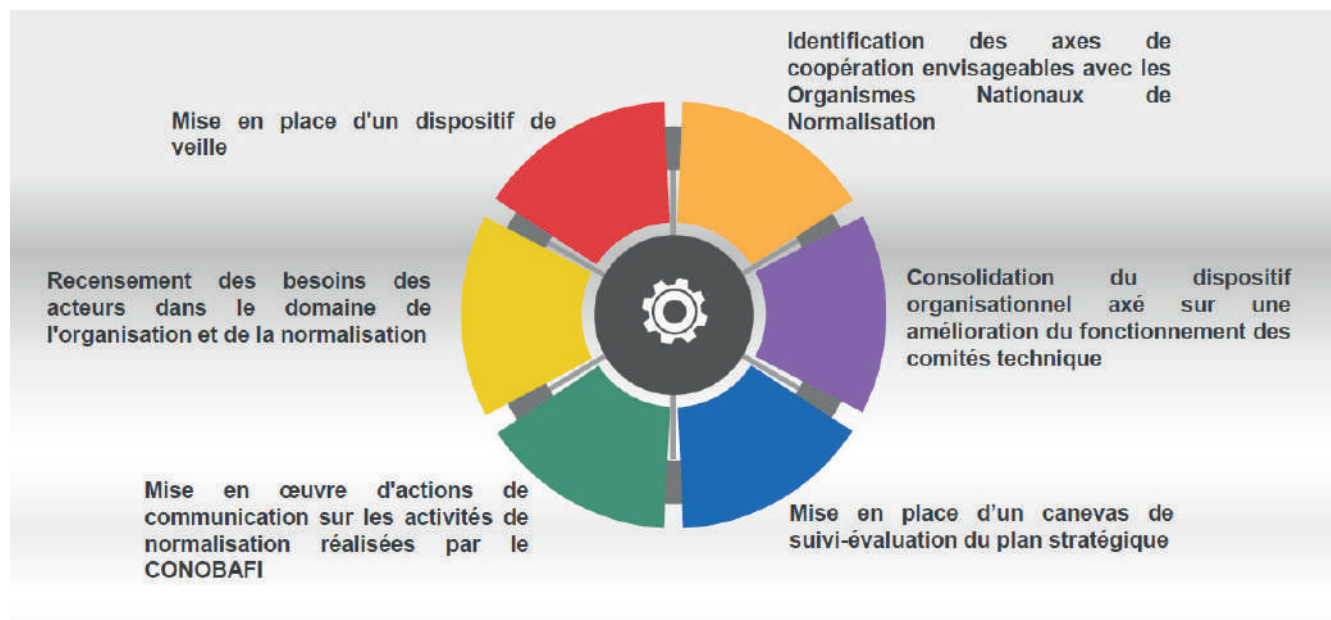 Identification des axes de
coopération envisageables avec les
Organismes Nationaux de
Normalisation
Mise en place d'un dispositif de
veille
Recensement des besoins des
acteurs dans le domaine de
l'organisation et de la normalisation
Consolidation du dispositif
organisationnel axé sur une
amélioration du fonctionnement des
comités technique
Mise en œuvre d'actions de
communication sur les activités de
normalisation réalisées par le
CONOBAFI
Mise en place d’un canevas de
suivi-évaluation du plan stratégique